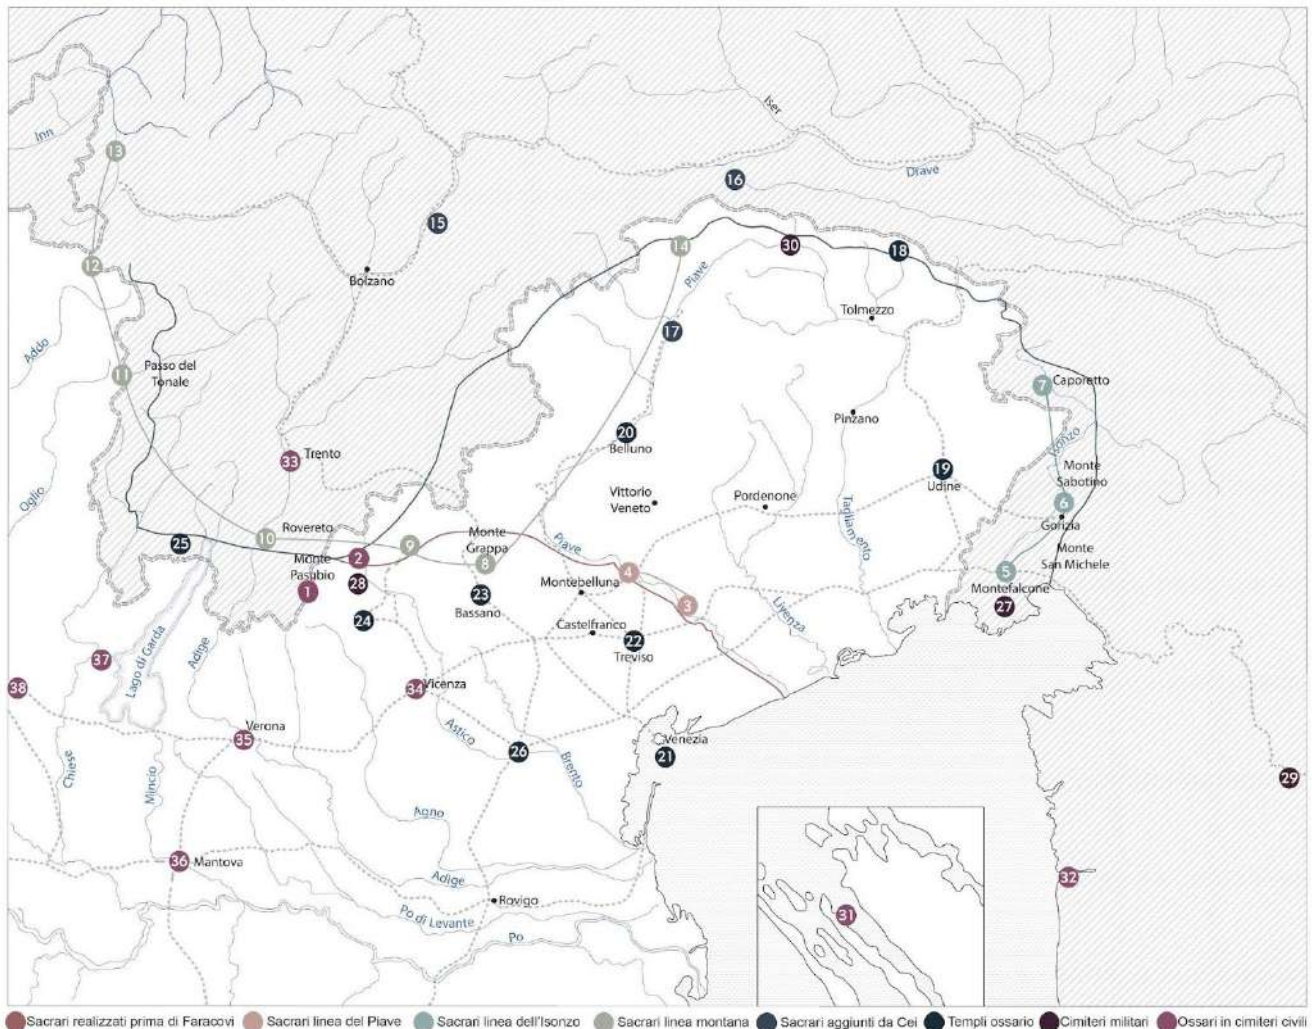 Iser
Inn
13
16
Drave
15
14
30
18
12
Bolzano
Piave
Tolmezzo
17
Addo
Passo del
Tonale
11
7
Caporetto
Pinzano
20
Belluno
Isonzo
33
Trento
19
Udine
Monte
Sabotino
Oglio
Vittorio
Veneto
Pordenone
6
Gorizia
Tagliamento
Rovereto
10
25
Monte
Grappa
9
8
Piave
Monte
Pasubio
2
28
1
4
Montebelluna
Monte
San Michele
5
Montefalcone
27
23
Bassano
3
24
Castelfranco
22
Treviso
Livenza
37
Lago di Garda
Adige
38
34
Vicenza
Verona
35
Astico
26
Venezia
21
Brenta
Chiese
Mincio
29
Agno
36
Mantova
Adige
32
Rovigo
Po di Levante
31
Po
Sacrari realizzati prima di Faracovi
Sacrari linea del Piave
Sacrari linea dell'Isonzo
Sacrari linea montana
Sacrari aggiunti da Cei
Templi ossario
Cimiteri militari
Ossari in cimiteri civili